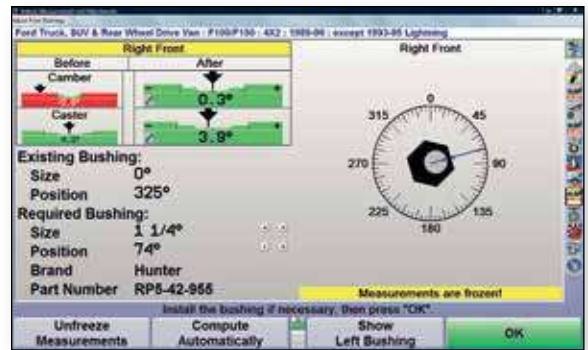 Ford Truck, SUV & Rear Wheel Drive Van : F100/F150 : 4X2 : 1989-96 : except 1993-95 Lightning
Right Front
Before After
Camber
0.3°
Caster
3.9°
Existing Bushing:
Size 0°
Position 325°
Required Bushing:
Size 1 1/4°
Position 74°
Brand Hunter
Part Number RP5-42-955
Right Front
0
315 45
270 90
225 135
180
Measurements are frozen!
Install the bushing if necessary, then press "OK".
Unfreeze Measurements
Compute Automatically
Show Left Bushing
OK